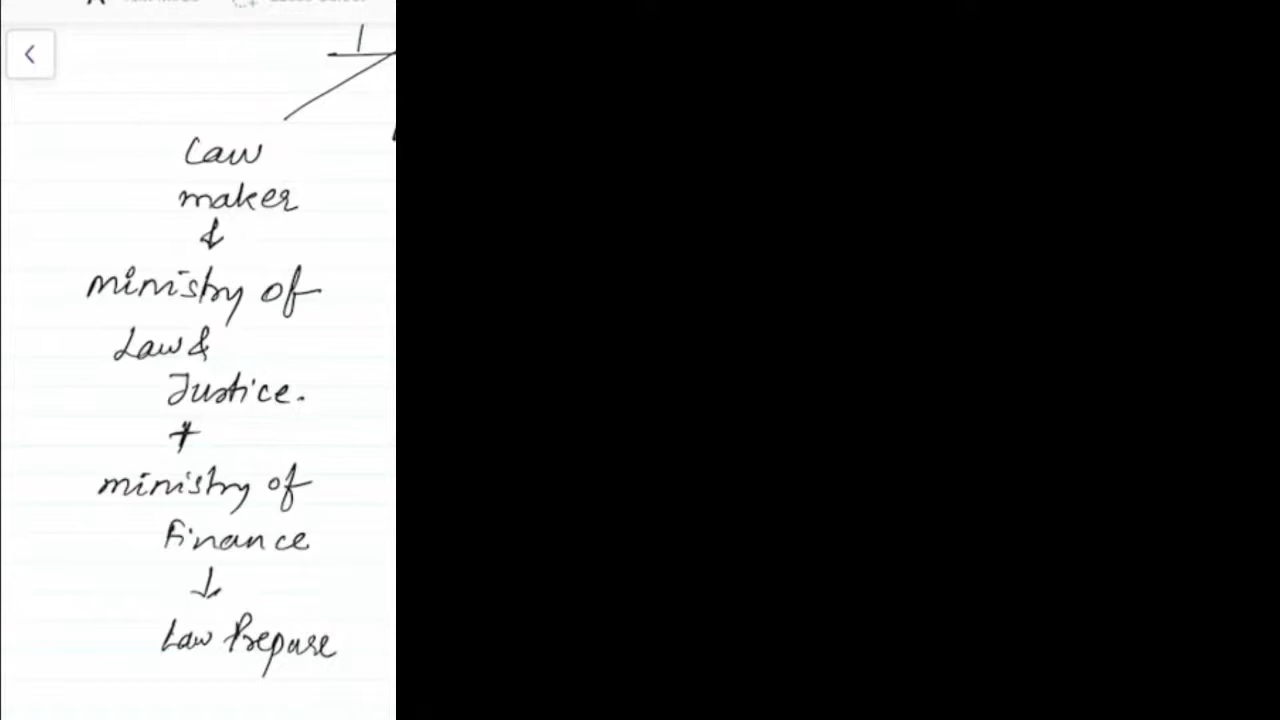 Law
maker
↓
ministry of
Law &
Justice.
+
ministry of
Finance
↓
Law Prepare